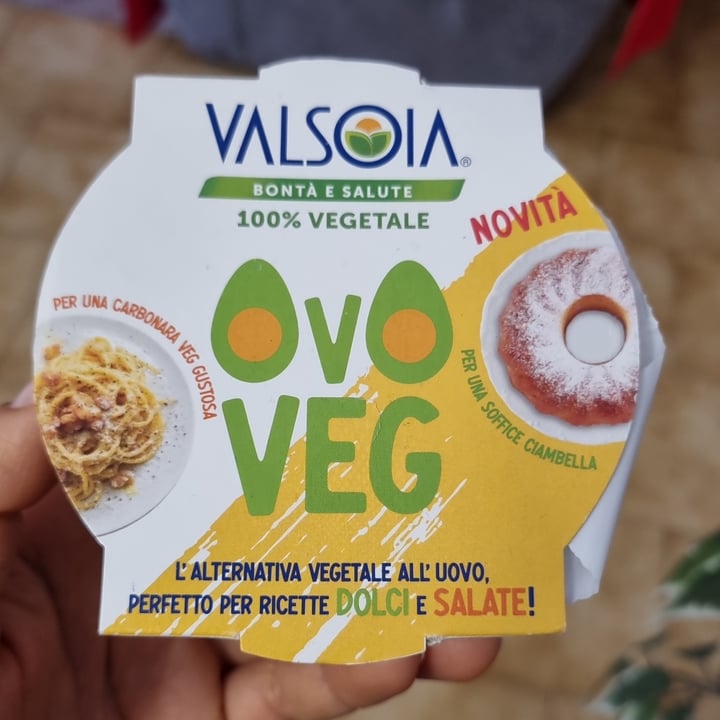 VALSOIA®
BONTÀ E SALUTE
100% VEGETALE
NOVITÀ
PER UNA CARBONARA VEG GUSTOSA
OVO
VEG
PER UNA SOFFICE CIAMBELLA
L'ALTERNATIVA VEGETALE ALL'UOVO,
PERFETTO PER RICETTE DOLCI E SALATE!